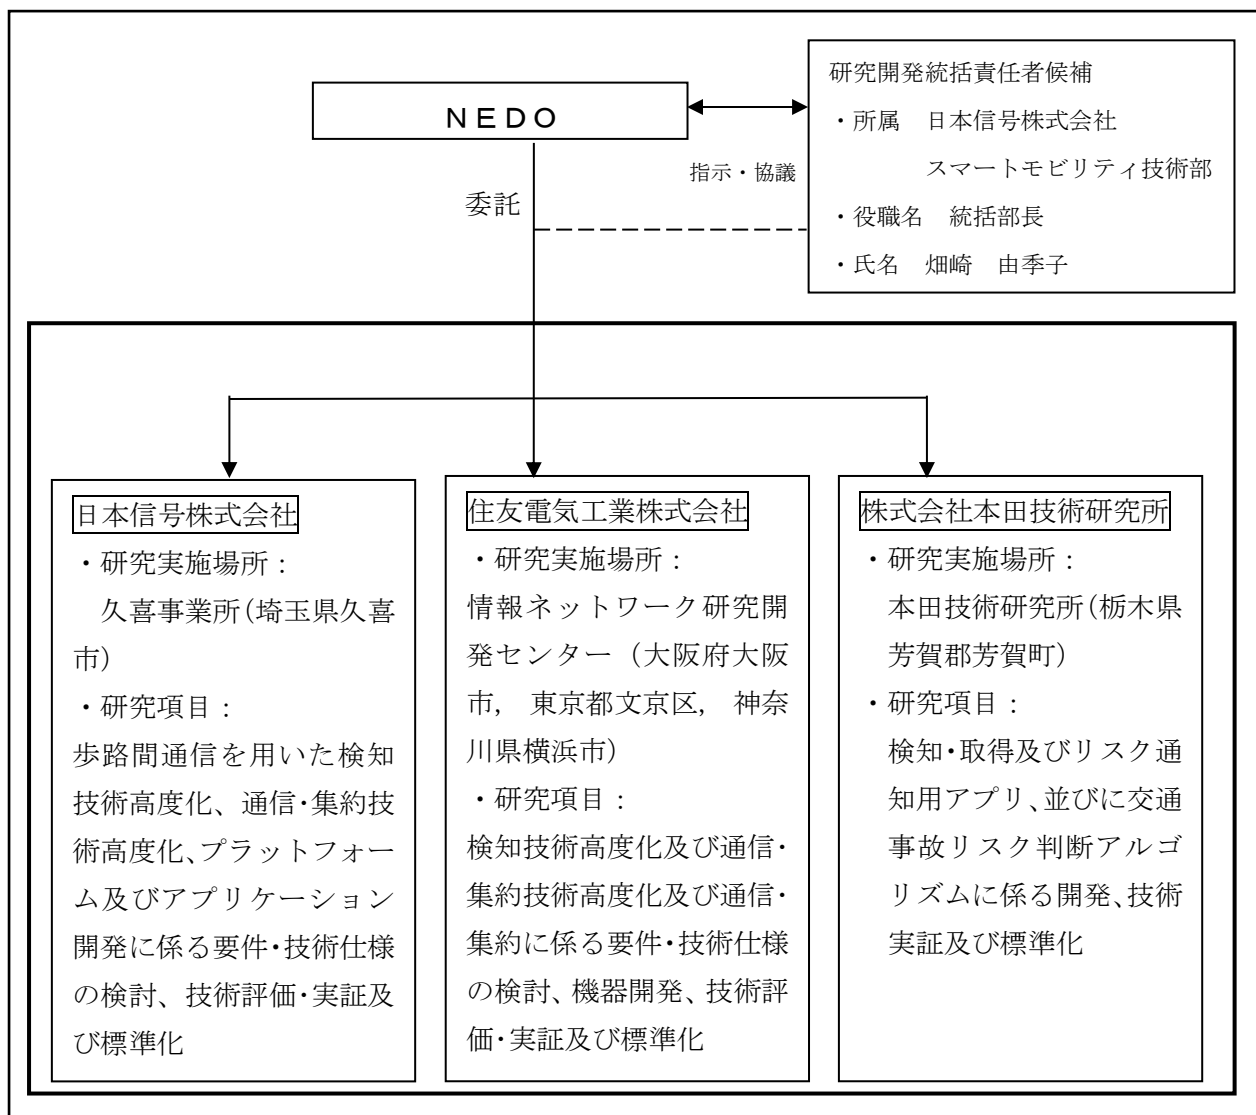 NEDO
指示・協議
委託
研究開発統括責任者候補
・所属　日本信号株式会社
スマートモビリティ技術部
・役職名　統括部長
・氏名　畑崎　由季子
日本信号株式会社
・研究実施場所：
久喜事業所(埼玉県久喜
市)
・研究項目：
歩路間通信を用いた検知
技術高度化、通信・集約技
術高度化、プラットフォー
ム及びアプリケーション
開発に係る要件・技術仕様
の検討、技術評価・実証及
び標準化
住友電気工業株式会社
・研究実施場所：
情報ネットワーク研究開
発センター（大阪府大阪
市，東京都文京区，神奈
川県横浜市）
・研究項目：
検知技術高度化及び通信・
集約技術高度化及び通信・
集約に係る要件・技術仕様
の検討、機器開発、技術評
価・実証及び標準化
株式会社本田技術研究所
・研究実施場所：
本田技術研究所(栃木県
芳賀郡芳賀町)
・研究項目：
検知・取得及びリスク通
知用アプリ、並びに交通
事故リスク判断アルゴ
リズムに係る開発、技術
実証及び標準化